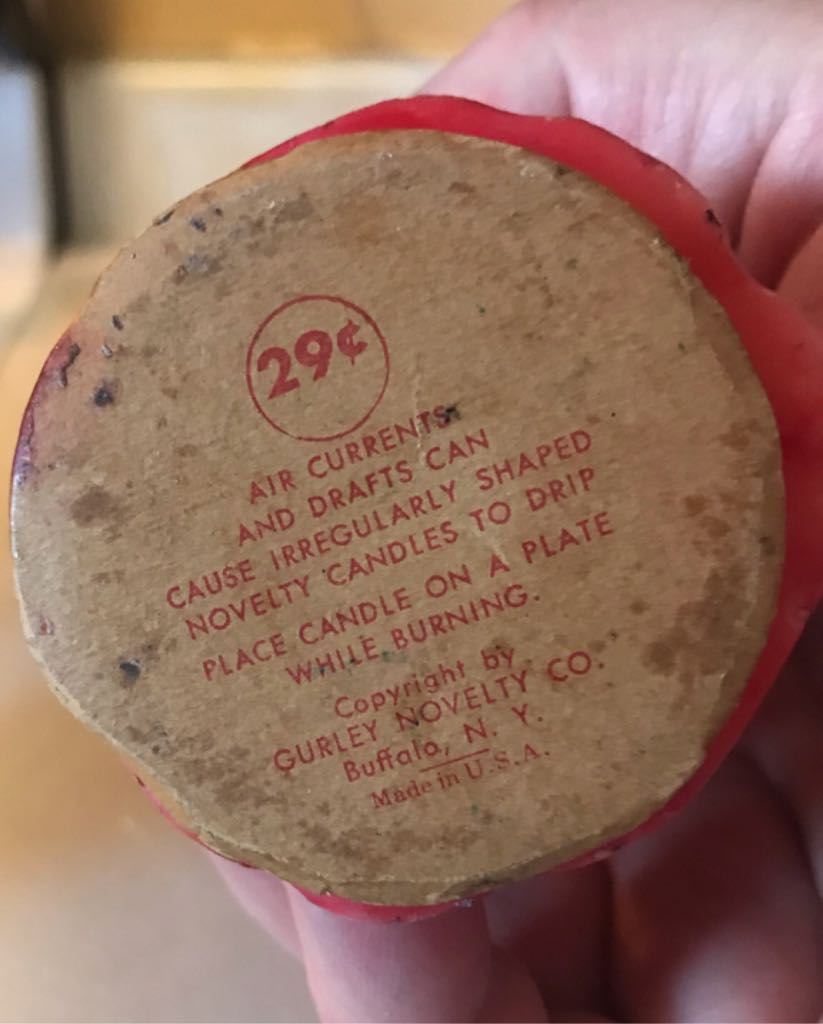 29¢
AIR CURRENTS
AND DRAFTS CAN
CAUSE IRREGULARLY SHAPED
NOVELTY CANDLES TO DRIP
PLACE CANDLE ON A PLATE
WHILE BURNING.
Copyright by
GURLEY NOVELTY CO.
Buffalo, N. Y.
Made in U.S.A.